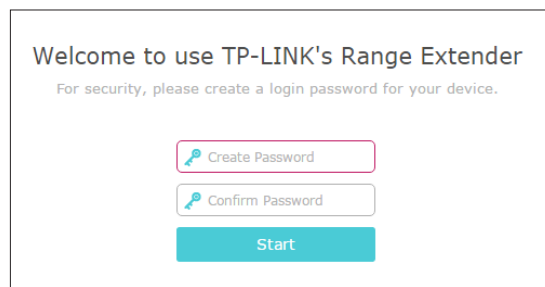 Welcome to use TP-LINK's Range Extender
For security, please create a login password for your device.
Create Password
Confirm Password
Start